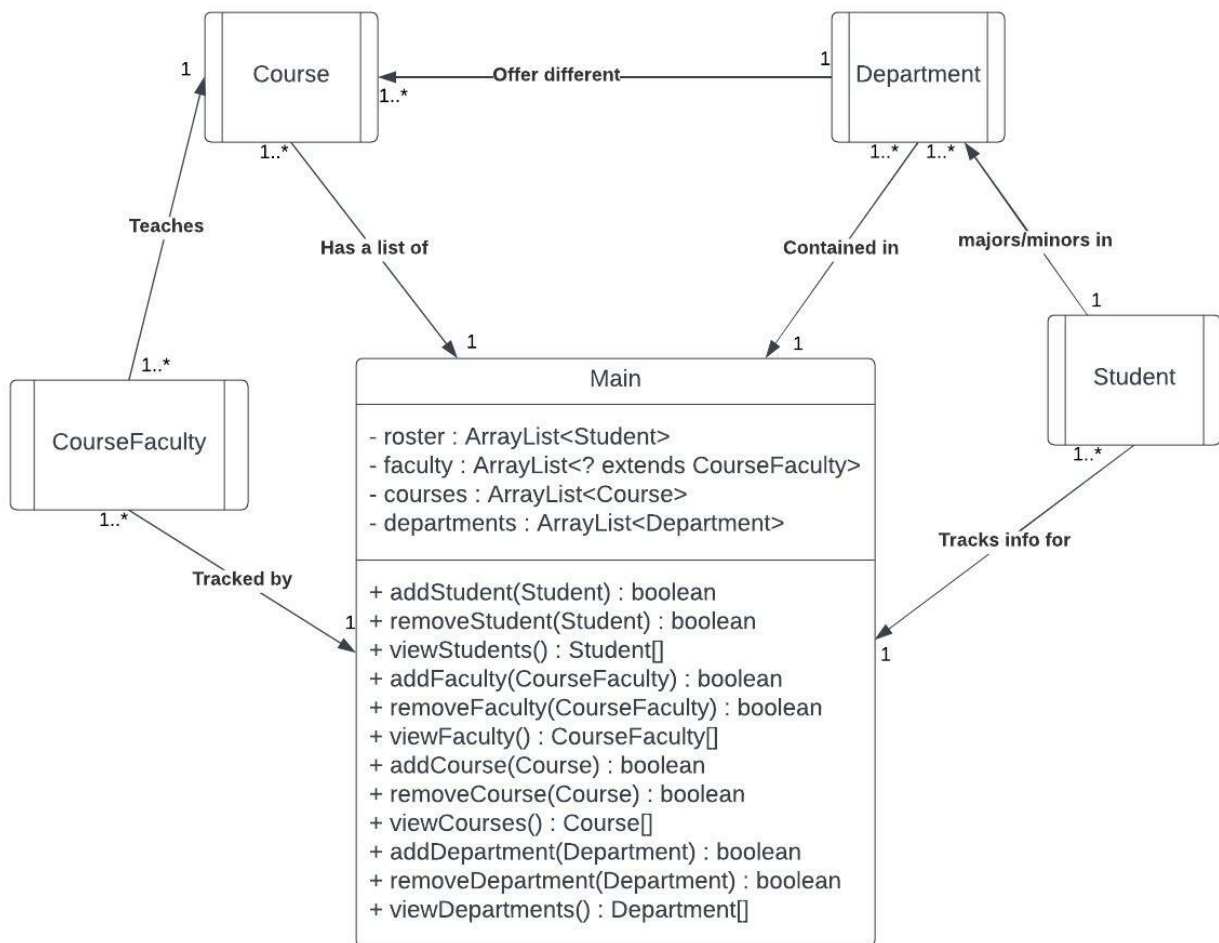 Course
Department
1
Offer different
1
1..*
1..*
1..*
1..*
Teaches
Has a list of
Contained in
majors/minors in
1
1
1
1..*
Main
Student
CourseFaculty
- roster : ArrayList<Student>
- faculty : ArrayList<? extends CourseFaculty>
- courses : ArrayList<Course>
- departments : ArrayList<Department>
1..*
1..*
Tracked by
Tracks info for
1
1
+ addStudent(Student) : boolean
+ removeStudent(Student) : boolean
+ viewStudents() : Student[]
+ addFaculty(CourseFaculty) : boolean
+ removeFaculty(CourseFaculty) : boolean
+ viewFaculty() : CourseFaculty[]
+ addCourse(Course) : boolean
+ removeCourse(Course) : boolean
+ viewCourses() : Course[]
+ addDepartment(Department) : boolean
+ removeDepartment(Department) : boolean
+ viewDepartments() : Department[]